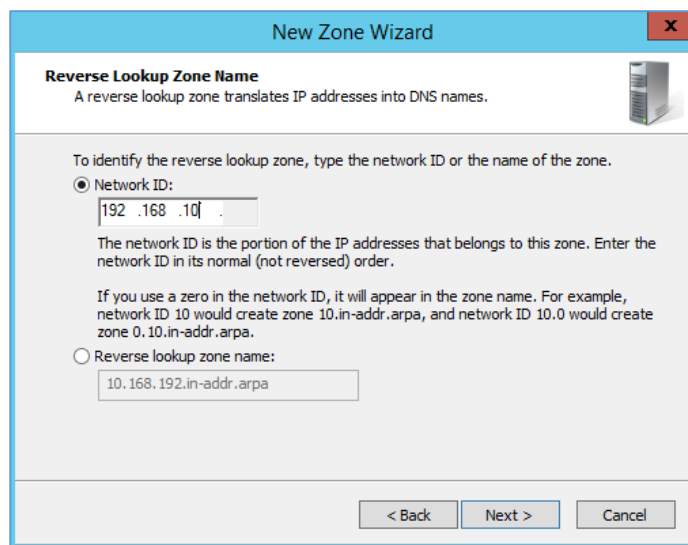 New Zone Wizard
x
Reverse Lookup Zone Name
A reverse lookup zone translates IP addresses into DNS names.
To identify the reverse lookup zone, type the network ID or the name of the zone.
Network ID:
192 .168 .10 .
The network ID is the portion of the IP addresses that belongs to this zone. Enter the
network ID in its normal (not reversed) order.
If you use a zero in the network ID, it will appear in the zone name. For example,
network ID 10 would create zone 10.in-addr.arpa, and network ID 10.0 would create
zone 0.10.in-addr.arpa.
Reverse lookup zone name:
10.168.192.in-addr.arpa
< Back Next > Cancel